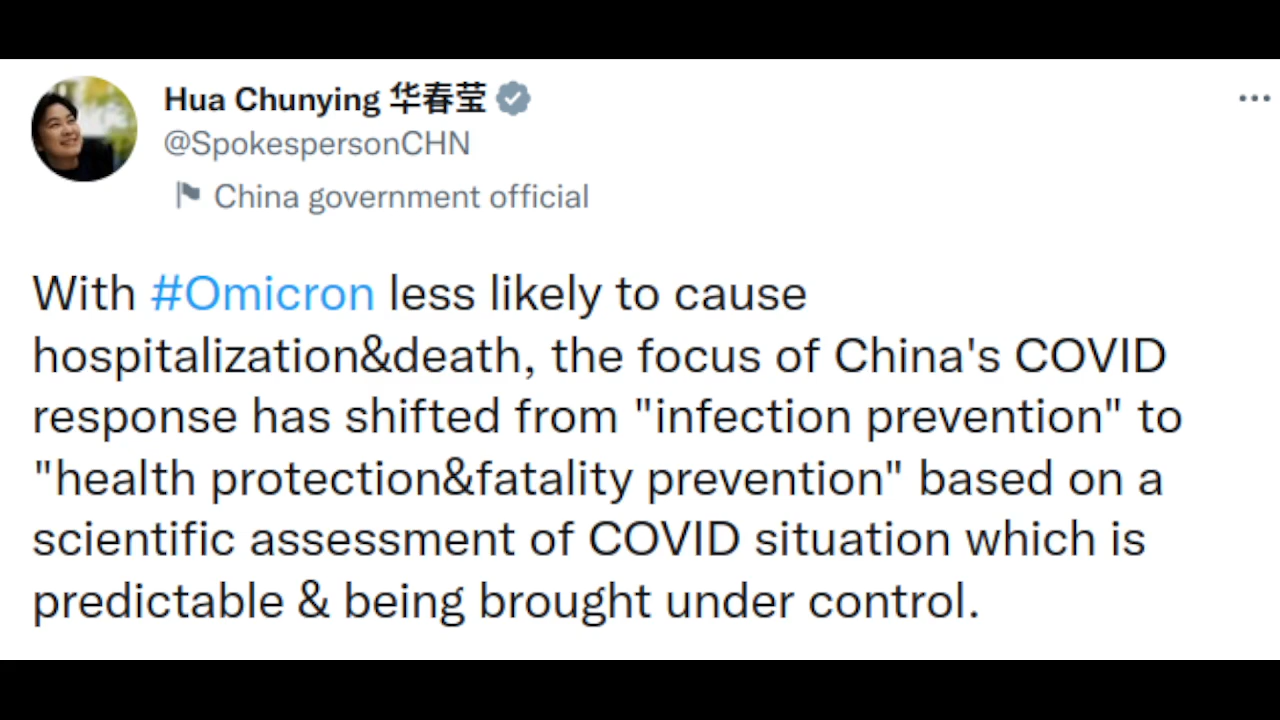 Hua Chunying 华春莹
@SpokespersonCHN
China government official
With #Omicron less likely to cause
hospitalization&death, the focus of China's COVID
response has shifted from "infection prevention" to
"health protection&fatality prevention" based on a
scientific assessment of COVID situation which is
predictable & being brought under control.